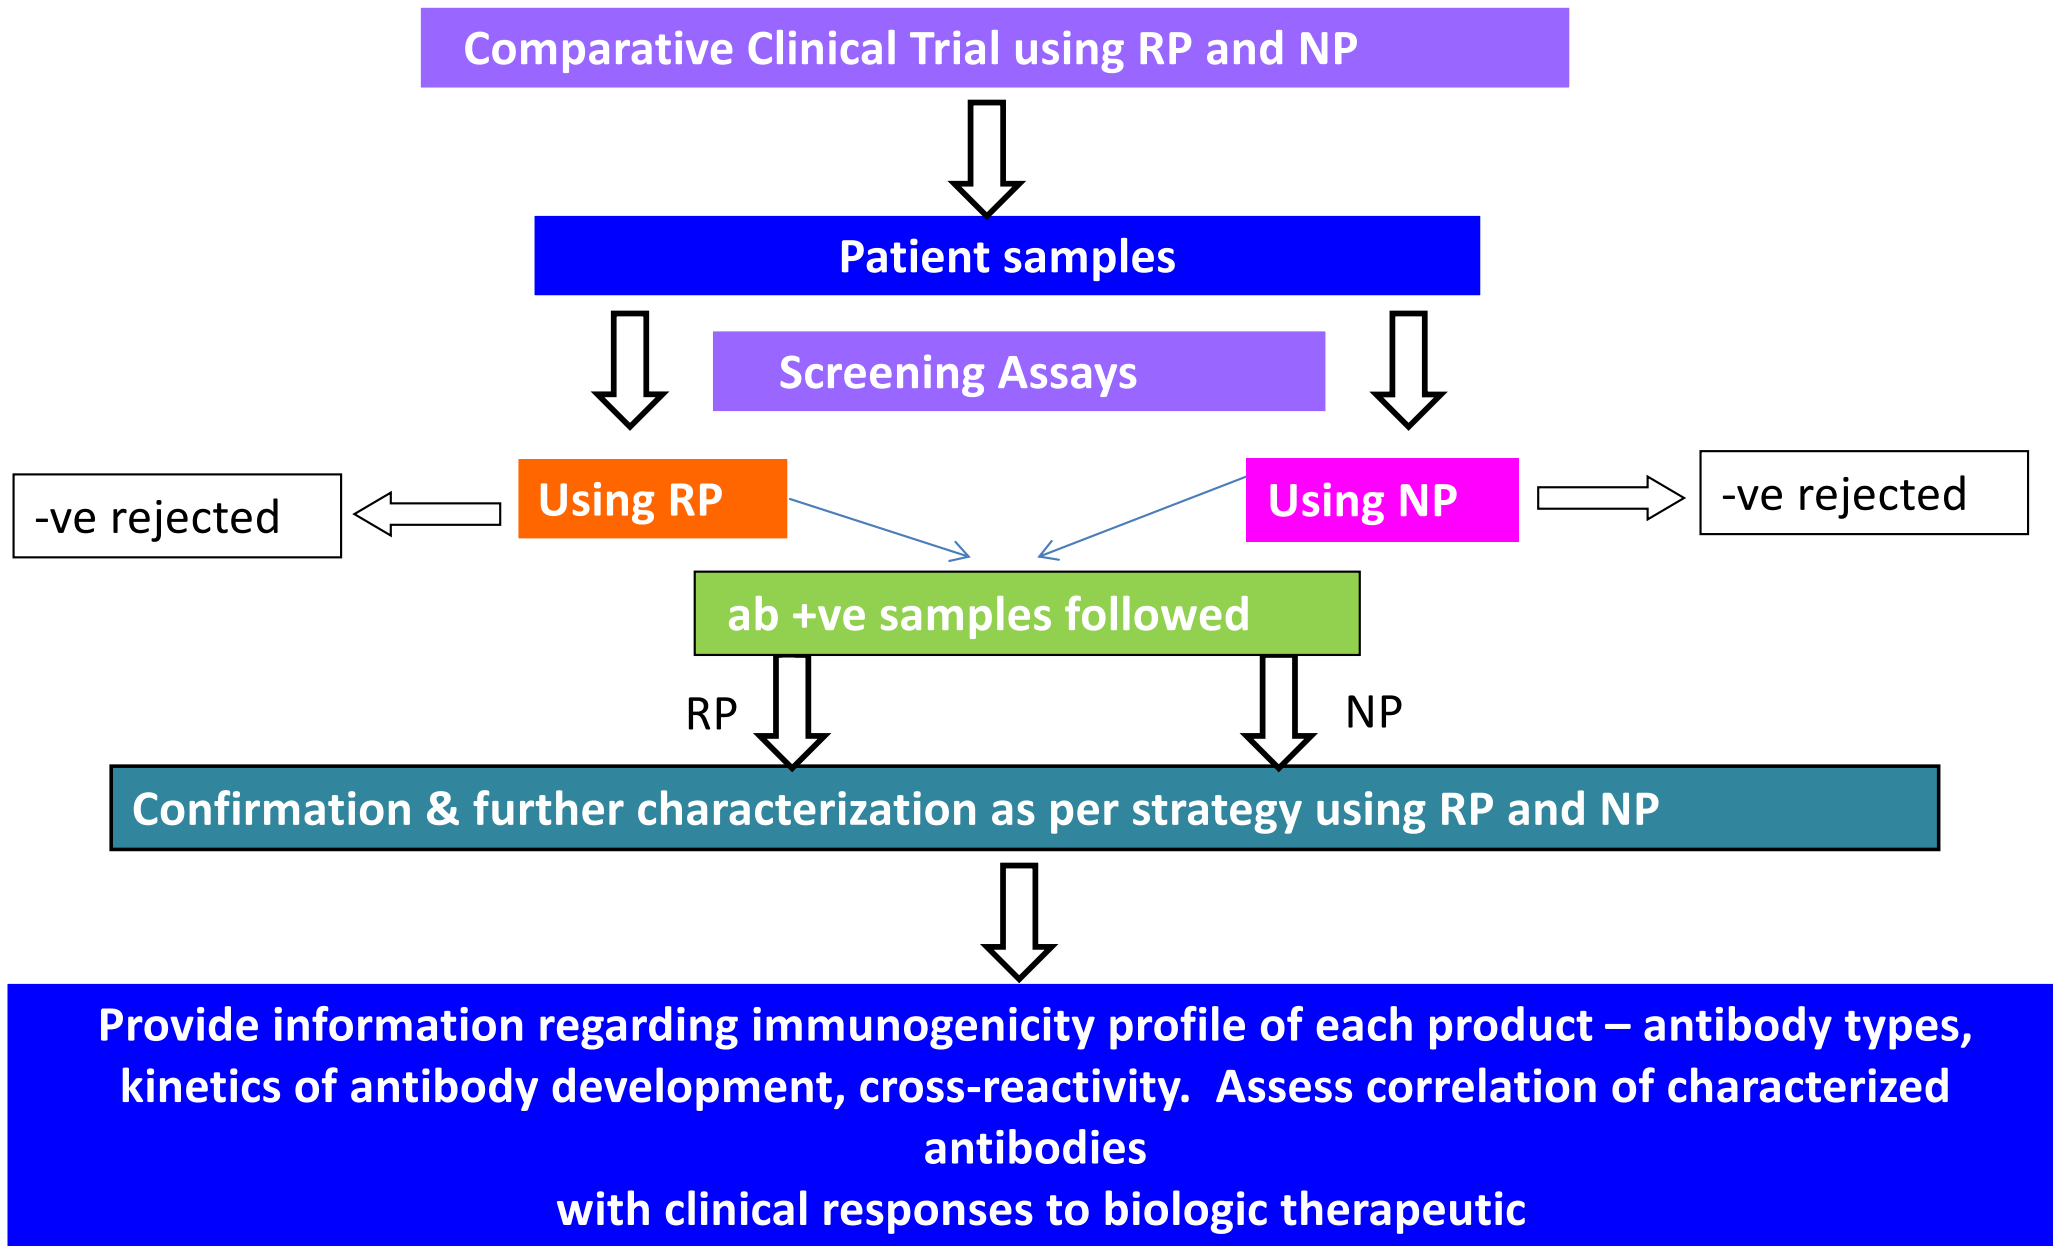 Comparative Clinical Trial using RP and NP
Patient samples
Screening Assays
-ve rejected
Using RP
Using NP
-ve rejected
ab +ve samples followed
RP
NP
Confirmation & further characterization as per strategy using RP and NP
Provide information regarding immunogenicity profile of each product – antibody types,
kinetics of antibody development, cross-reactivity.  Assess correlation of characterized
antibodies
with clinical responses to biologic therapeutic